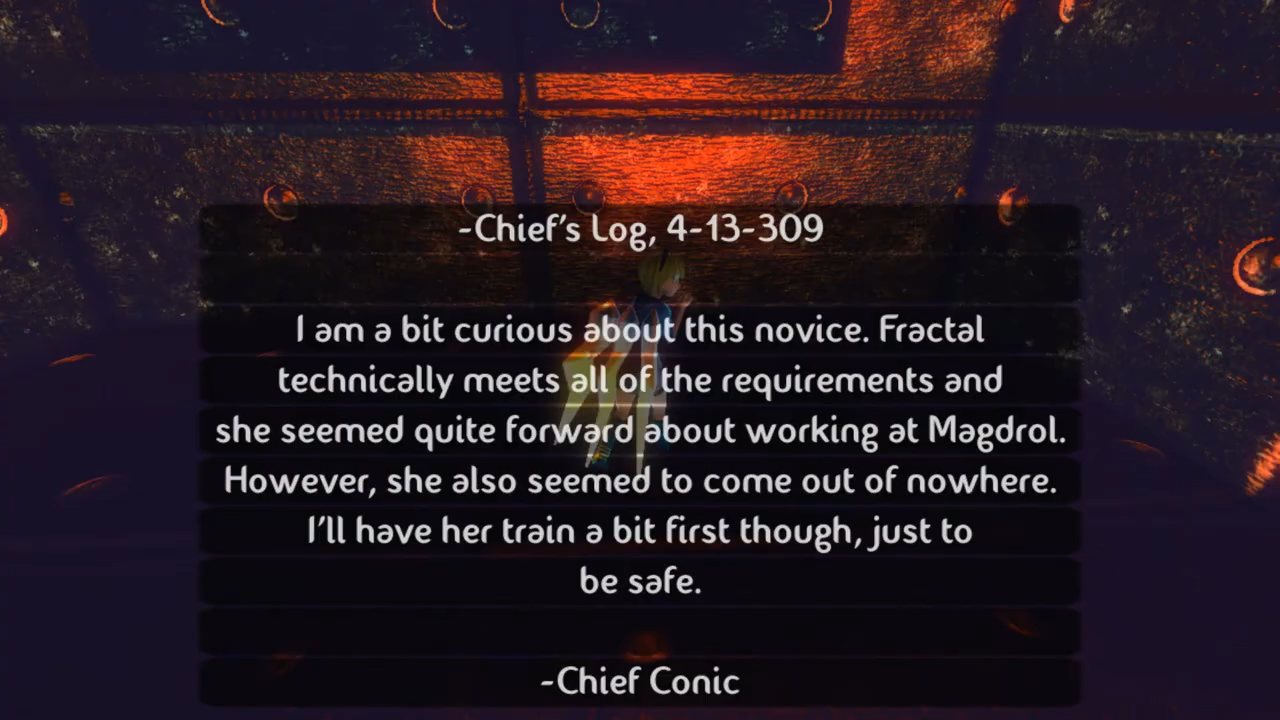 -Chief's Log, 4-13-309
I am a bit curious about this novice. Fractal
technically meets all of the requirements and
she seemed quite forward about working at Magdrol.
However, she also seemed to come out of nowhere.
I'll have her train a bit first though, just to
be safe.
-Chief Conic